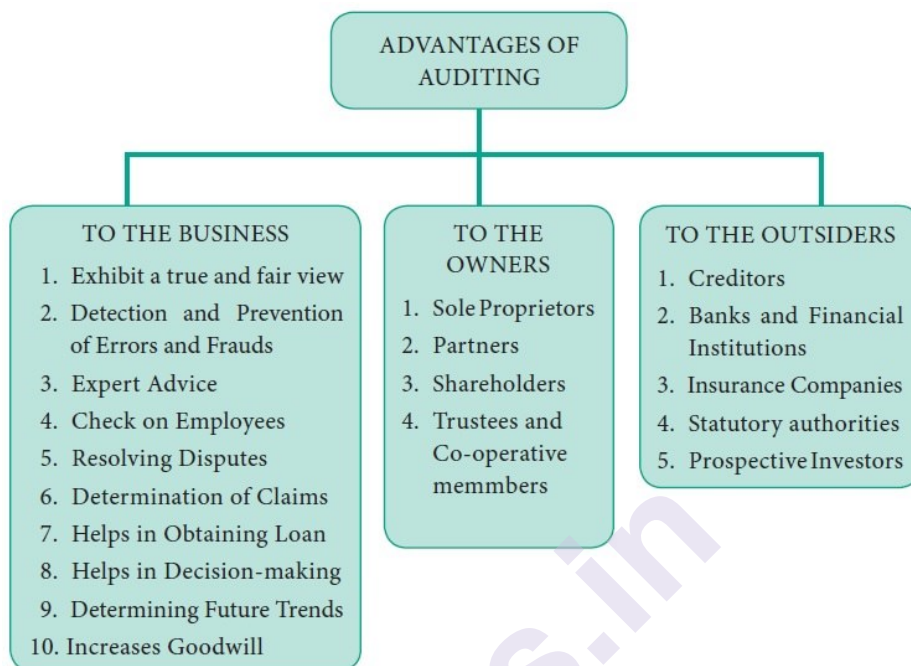 ADVANTAGES OF
AUDITING
TO THE BUSINESS
1. Exhibit a true and fair view
2. Detection and Prevention
of Errors and Frauds
3. Expert Advice
4. Check on Employees
5. Resolving Disputes
6. Determination of Claims
7. Helps in Obtaining Loan
8. Helps in Decision-making
9. Determining Future Trends
10. Increases Goodwill
TO THE
OWNERS
1. Sole Proprietors
2. Partners
3. Shareholders
4. Trustees and
Co-operative
memmbers
TO THE OUTSIDERS
1. Creditors
2. Banks and Financial
Institutions
3. Insurance Companies
4. Statutory authorities
5. Prospective Investors
s.in